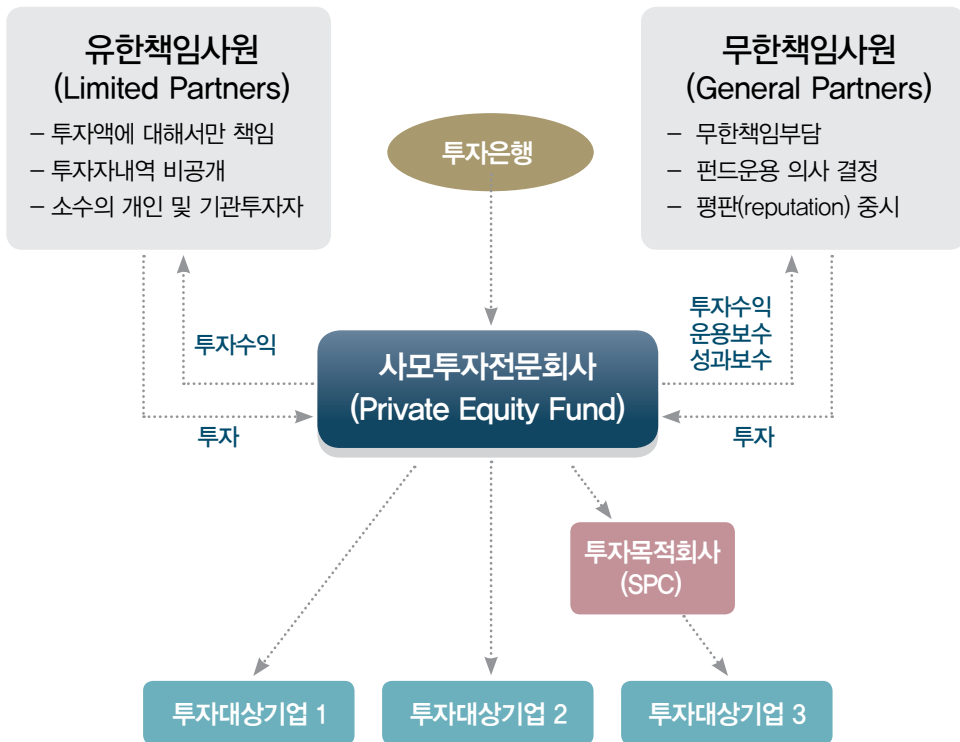 유한책임사원
(Limited Partners)
– 투자액에 대해서만 책임
– 투자자내역 비공개
– 소수의 개인 및 기관투자자
투자은행
무한책임사원
(General Partners)
– 무한책임부담
– 펀드운용 의사 결정
– 평판(reputation) 중시
투자수익
투자
사모투자전문회사
(Private Equity Fund)
투자수익
운용보수
성과보수
투자
투자목적회사
(SPC)
투자대상기업 1
투자대상기업 2
투자대상기업 3